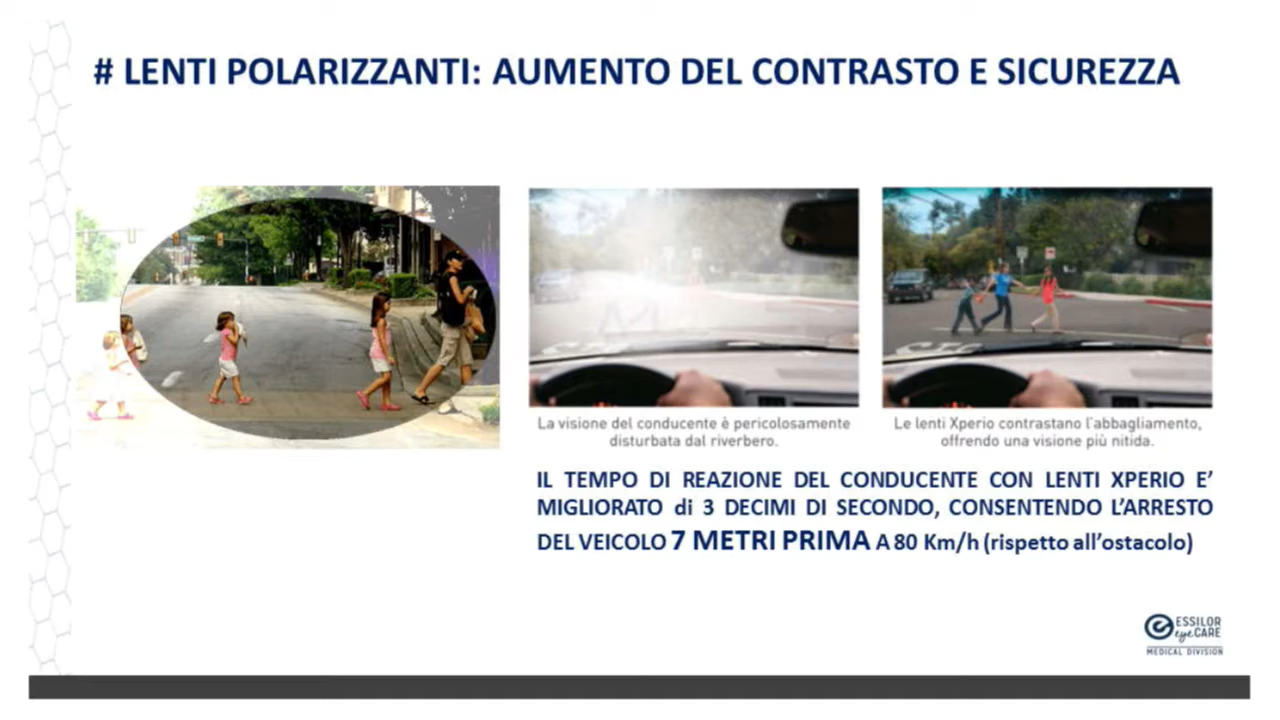 # LENTI POLARIZZANTI: AUMENTO DEL CONTRASTO E SICUREZZA
La visione del conducente è pericolosamente
disturbata dal riverbero.
Le lenti Xperio contrastano l'abbagliamento,
offrendo una visione più nitida.
IL TEMPO DI REAZIONE DEL CONDUCENTE CON LENTI XPERIO E'
MIGLIORATO di 3 DECIMI DI SECONDO, CONSENTENDO L'ARRESTO
DEL VEICOLO 7 METRI PRIMA A 80 Km/h (rispetto all'ostacolo)
ESSILOR
eyeCARE
MEDICAL DIVISION